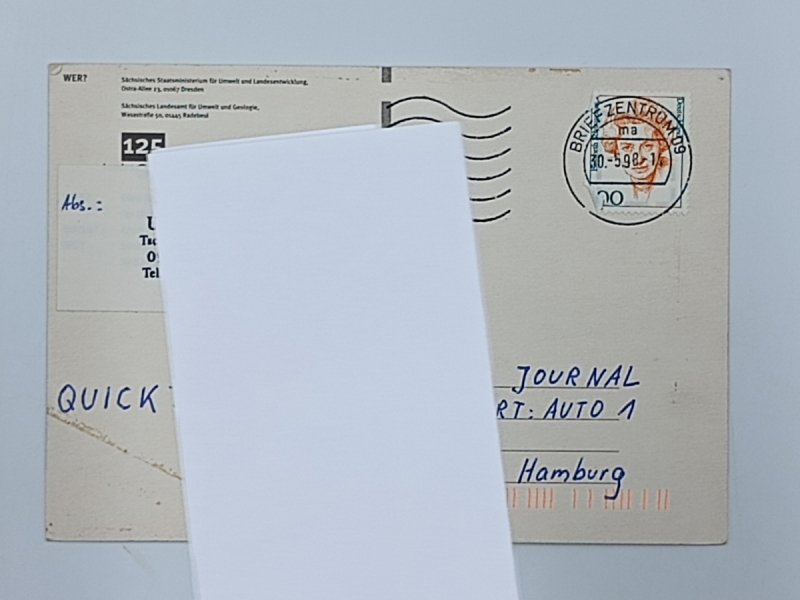 WER?
Sächsisches Staatsministerium für Umwelt und Landesentwicklung,
Ostra-Allee 23, 01067 Dresden
Sächsisches Landesamt für Umwelt und Geologie,
Wasastraße 50, 01445 Radebeul
125
Abs.:
Tel
QUICK
BRIEFZENTRUM 09
ma
30.-5.98-1
JOURNAL
RT: AUTO 1
Hamburg